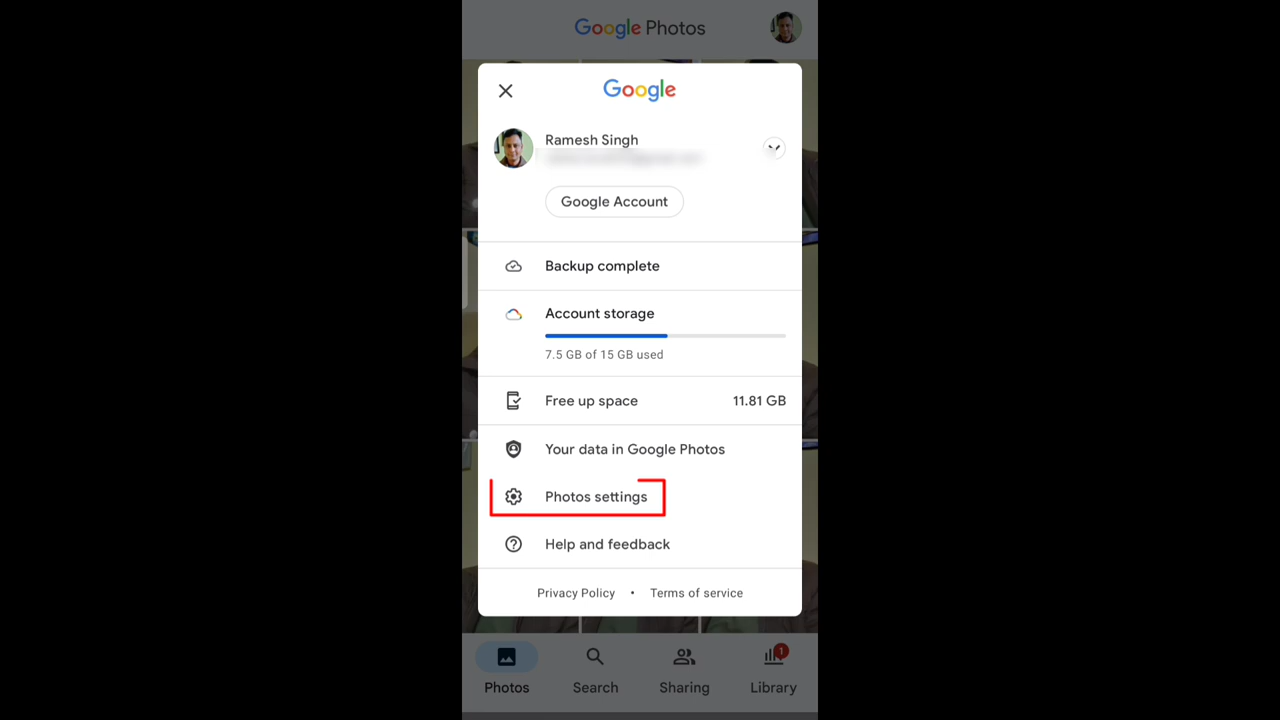 Google Photos
Google
Ramesh Singh
Google Account
Backup complete
Account storage
7.5 GB of 15 GB used
Free up space 11.81 GB
Your data in Google Photos
Photos settings
Help and feedback
Privacy Policy • Terms of service
1
Photos Search Sharing Library